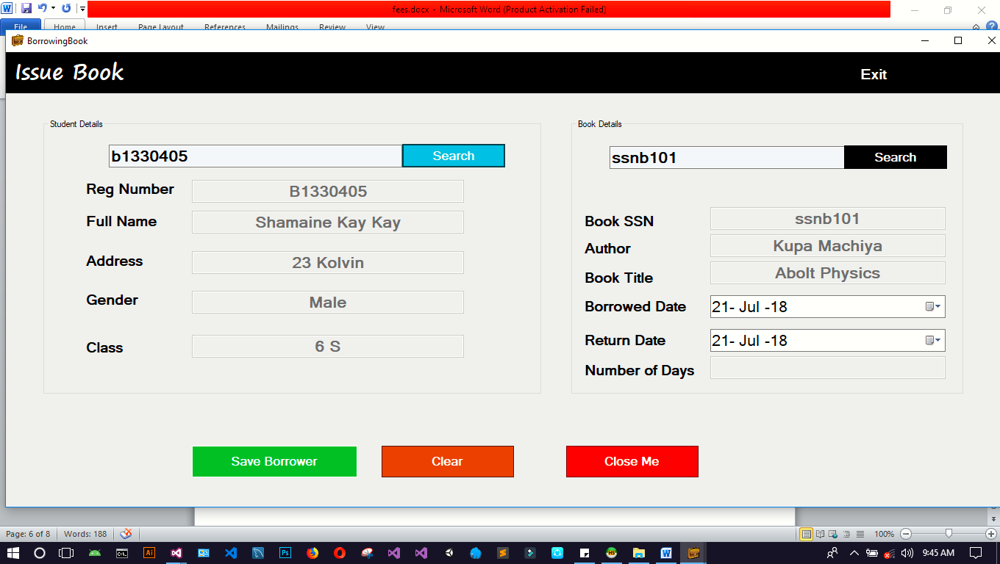 fees.docx - Microsoft Word (Product Activation Failed)
File Home Insert Page Layout References Mailings Review View
BorrowingBook
Issue Book
Exit
Student Details
b1330405 Search
Reg Number B1330405
Full Name Shamaine Kay Kay
Address 23 Kolvin
Gender Male
Class 6 S
Book Details
ssnb101 Search
Book SSN ssnb101
Author Kupa Machiya
Book Title Abolt Physics
Borrowed Date 21- Jul -18
Return Date 21- Jul -18
Number of Days
Save Borrower Clear Close Me
Page: 6 of 8 Words: 188 100%
9:45 AM